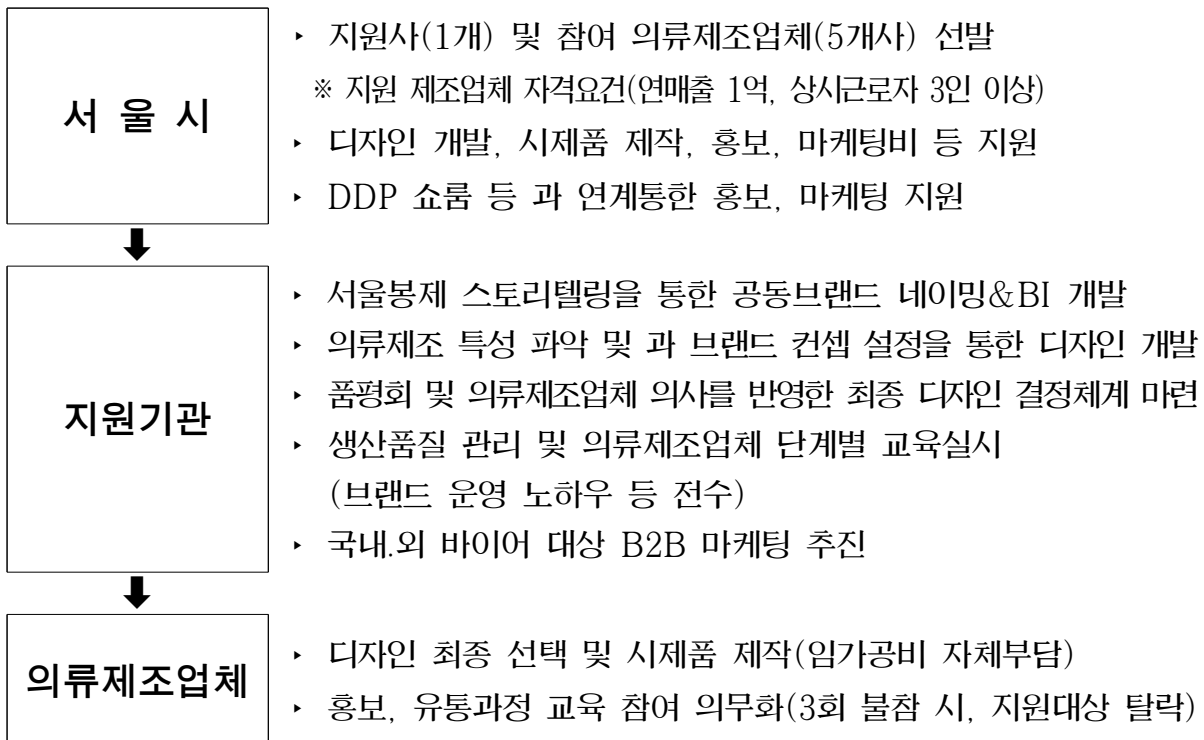 서 울 시
‣ 지원사(1개) 및 참여 의류제조업체(5개사) 선발
※ 지원 제조업체 자격요건(연매출 1억, 상시근로자 3인 이상)
‣ 디자인 개발, 시제품 제작, 홍보, 마케팅비 등 지원
‣ DDP 쇼룸 등 과 연계통한 홍보, 마케팅 지원
지원기관
‣ 서울봉제 스토리텔링을 통한 공동브랜드 네이밍&BI 개발
‣ 의류제조 특성 파악 및 과 브랜드 컨셉 설정을 통한 디자인 개발
‣ 품평회 및 의류제조업체 의사를 반영한 최종 디자인 결정체계 마련
‣ 생산품질 관리 및 의류제조업체 단계별 교육실시
(브랜드 운영 노하우 등 전수)
‣ 국내.외 바이어 대상 B2B 마케팅 추진
의류제조업체
‣ 디자인 최종 선택 및 시제품 제작(임가공비 자체부담)
‣ 홍보, 유통과정 교육 참여 의무화(3회 불참 시, 지원대상 탈락)